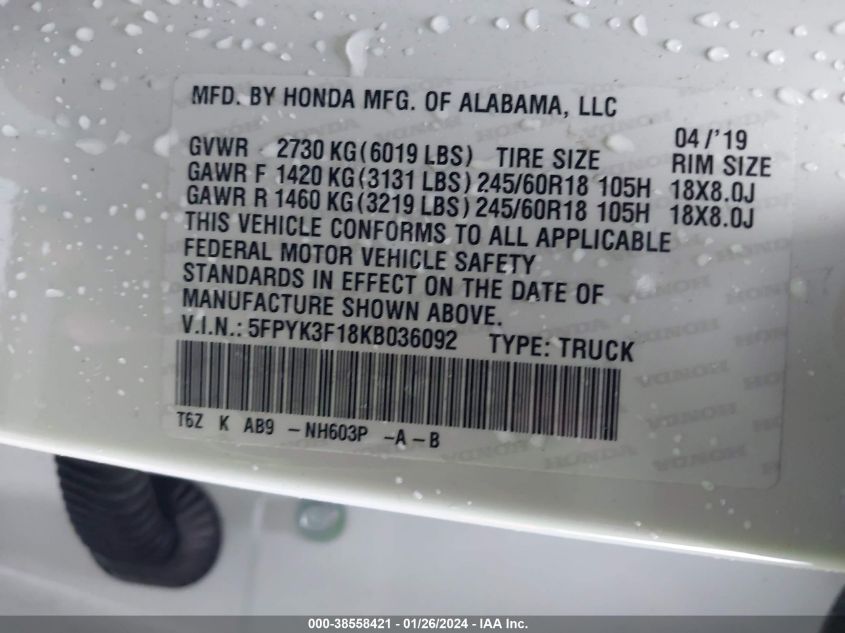 MFD. BY HONDA MFG. OF ALABAMA, LLC
04/'19
GVWR 2730 KG(6019 LBS) TIRE SIZE RIM SIZE
GAWR F 1420 KG(3131 LBS) 245/60R18 105H 18X8.0J
GAWR R 1460 KG(3219 LBS) 245/60R18 105H 18X8.0J
THIS VEHICLE CONFORMS TO ALL APPLICABLE
FEDERAL MOTOR VEHICLE SAFETY
STANDARDS IN EFFECT ON THE DATE OF
MANUFACTURE SHOWN ABOVE.
V.I.N.: 5FPYK3F18KB036092 TYPE: TRUCK
T6Z K AB9 -NH603P -A-B
000-38558421 - 01/26/2024 - IAA Inc.